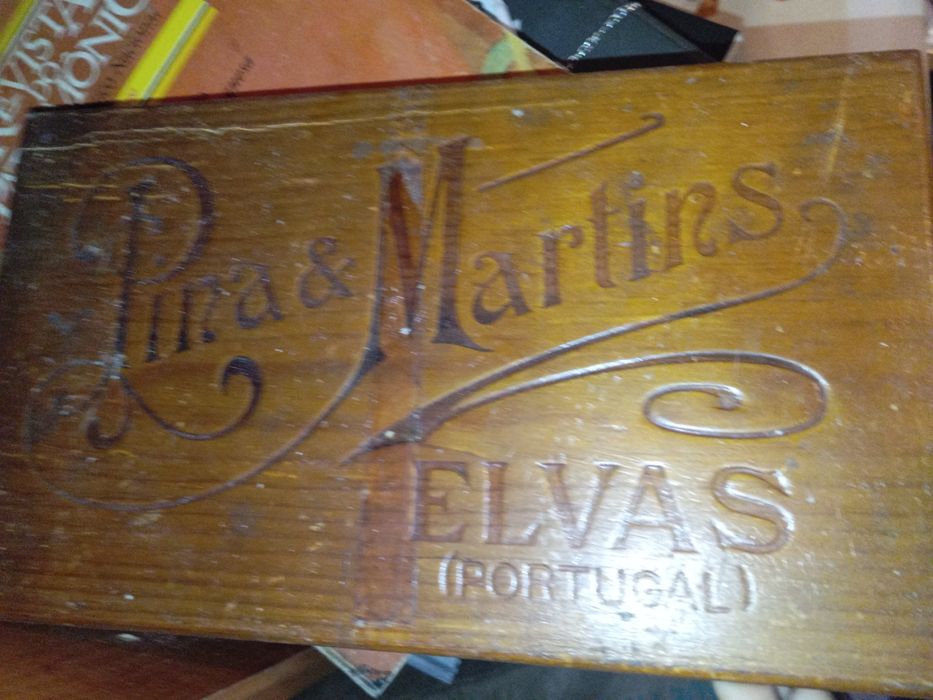 Pina & Martins
ELVAS
(PORTUGAL)